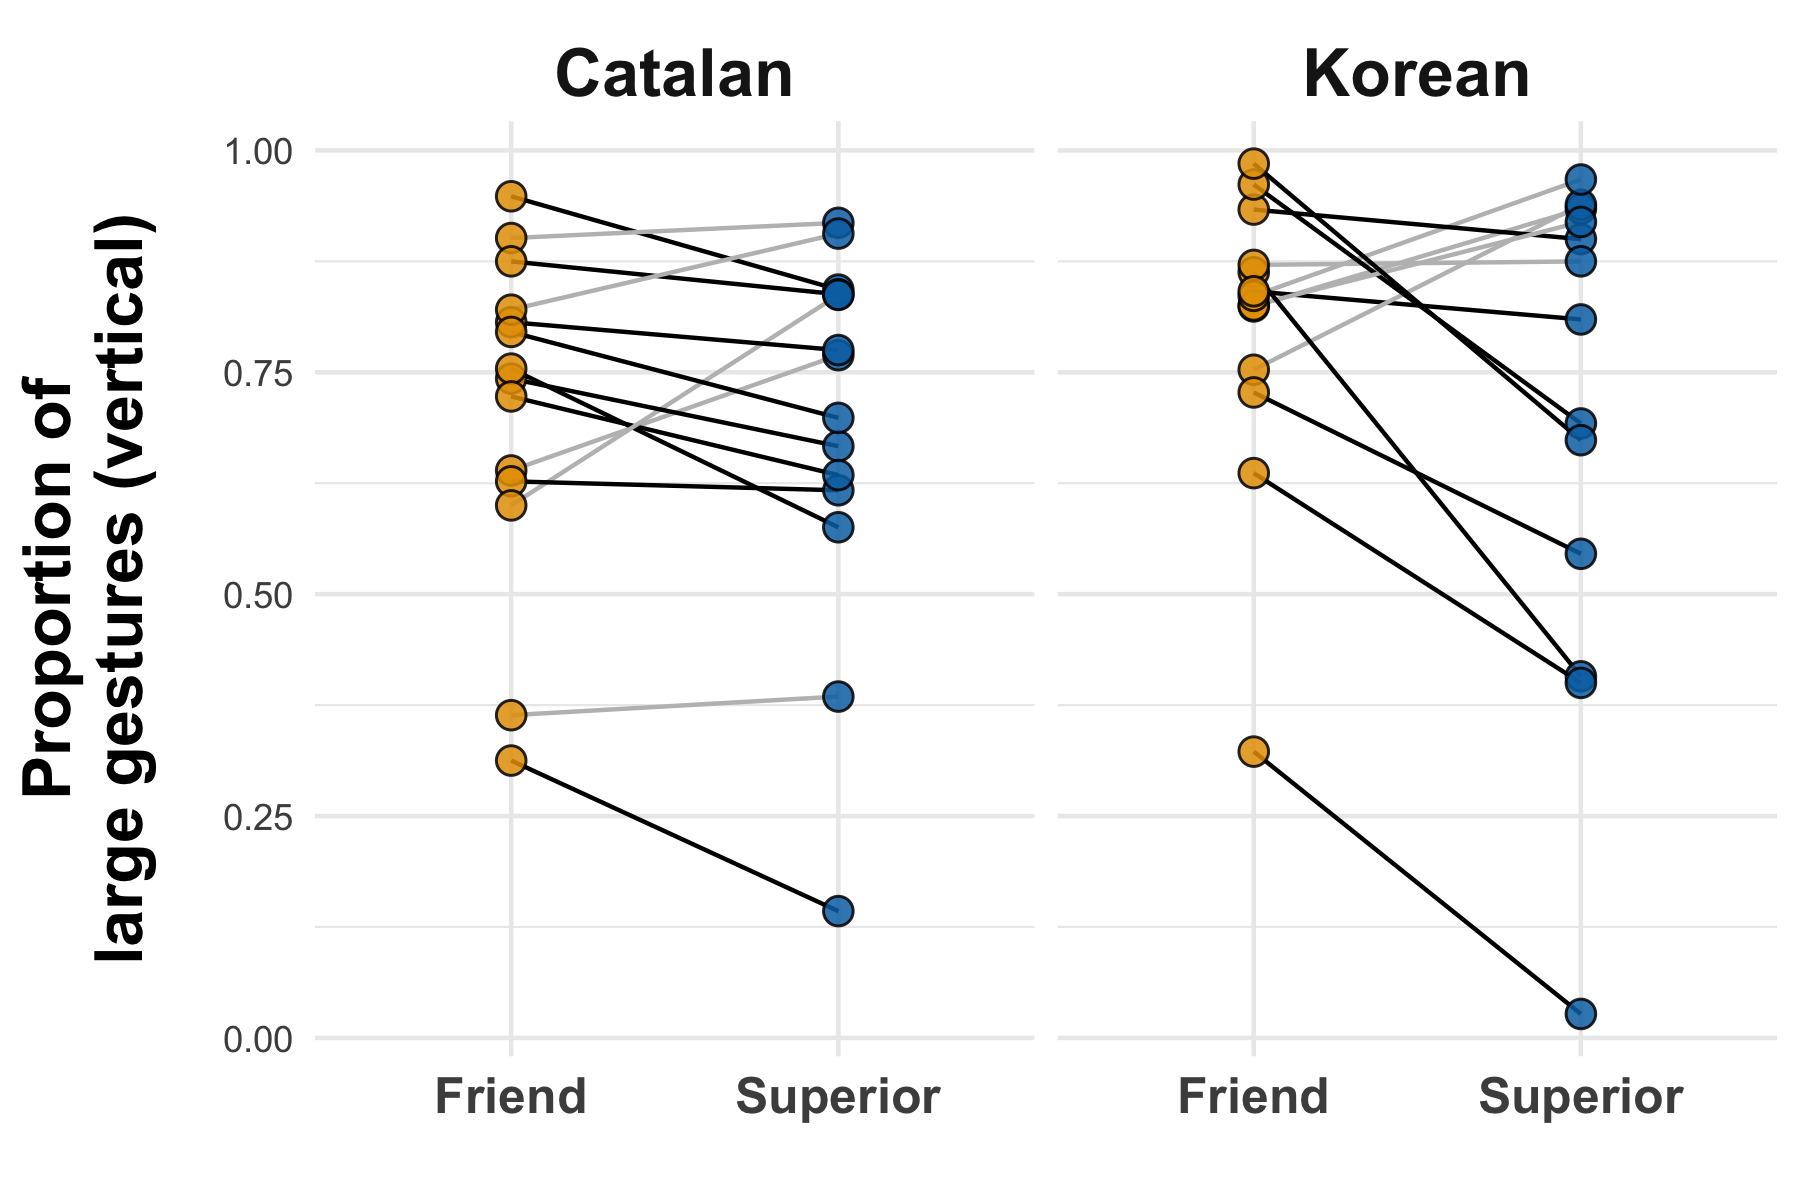 Catalan
Korean
Proportion of
large gestures (vertical)
1.00
0.75
0.50
0.25
0.00
Friend
Superior
Friend
Superior